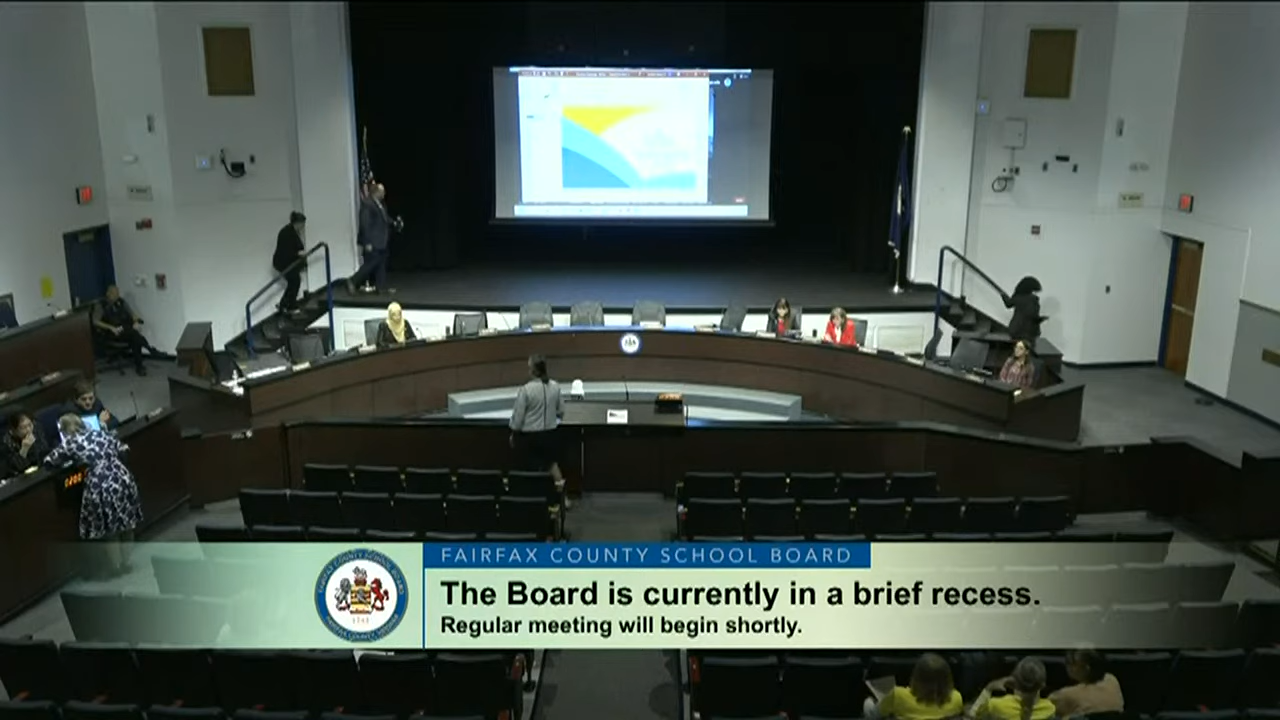 FAIRFAX COUNTY SCHOOL BOARD
The Board is currently in a brief recess.
Regular meeting will begin shortly.